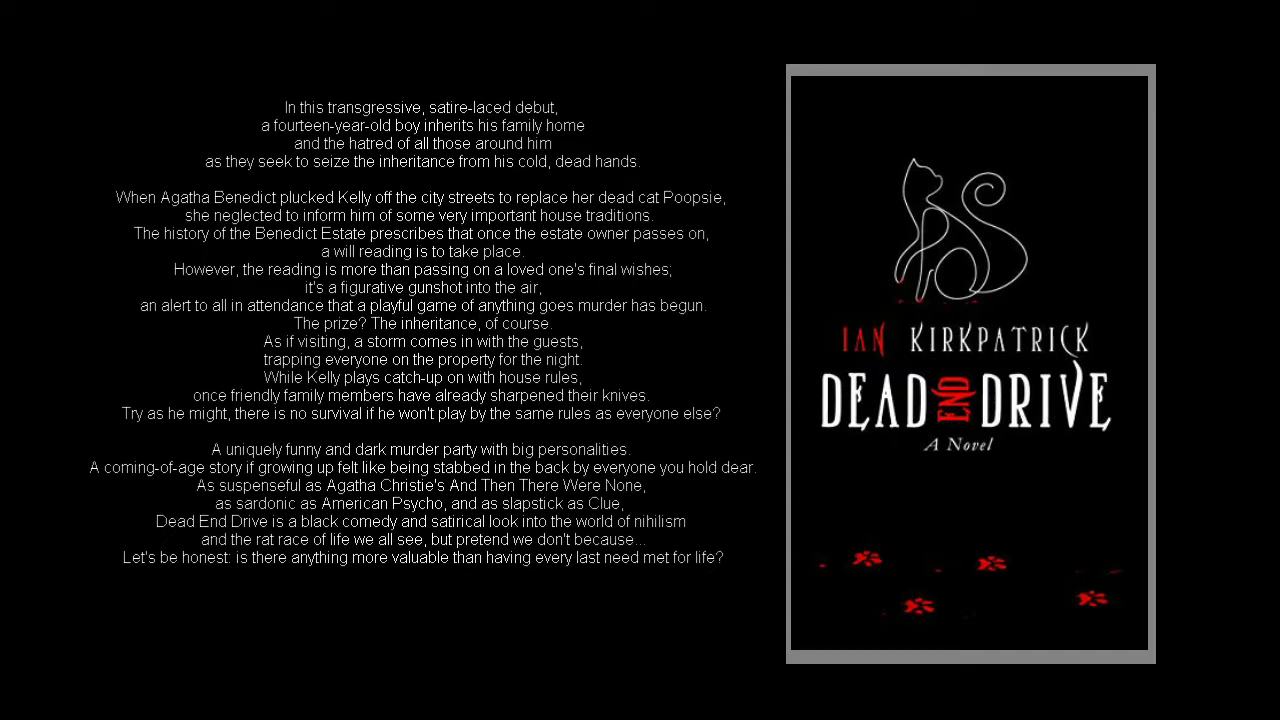 In this transgressive, satire-laced debut,
a fourteen-year-old boy inherits his family home
and the hatred of all those around him
as they seek to seize the inheritance from his cold, dead hands.
When Agatha Benedict plucked Kelly off the city streets to replace her dead cat Poopsie,
she neglected to inform him of some very important house traditions.
The history of the Benedict Estate prescribes that once the estate owner passes on,
a will reading is to take place.
However, the reading is more than passing on a loved one's final wishes;
it's a figurative gunshot into the air,
an alert to all in attendance that a playful game of anything goes murder has begun.
The prize? The inheritance, of course.
As if visiting, a storm comes in with the guests,
trapping everyone on the property for the night.
While Kelly plays catch-up on with house rules,
once friendly family members have already sharpened their knives.
Try as he might, there is no survival if he won't play by the same rules as everyone else?
A uniquely funny and dark murder party with big personalities.
A coming-of-age story if growing up felt like being stabbed in the back by everyone you hold dear.
As suspenseful as Agatha Christie's And Then There Were None,
as sardonic as American Psycho, and as slapstick as Clue,
Dead End Drive is a black comedy and satirical look into the world of nihilism
and the rat race of life we all see, but pretend we don't because...
Let's be honest: is there anything more valuable than having every last need met for life?
IAN KIRKPATRICK
DEAD END DRIVE
A Novel